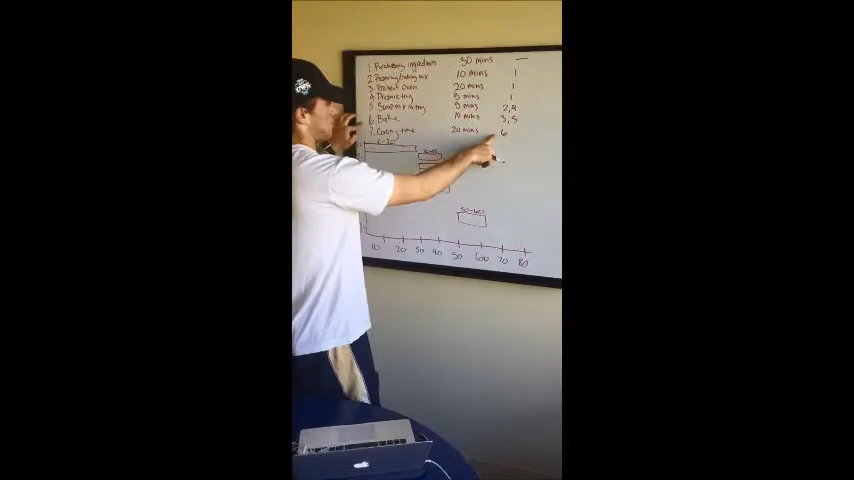 1. Purchasing ingredients 30 mins —
2. Preparing/making mix 10 mins 1
3. Preheat Oven 20 mins 1
4. Prepare tray 5 mins 1
5. 5 mins 2,4
6. Bake 10 mins 3,5
7. Cooling time 20 mins 6
0-30
50-60
10 20 30 40 50 60 70 80